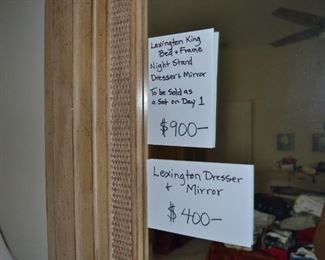 Lexington King
Bed + Frame
Night Stand
Dresser + Mirror
To be sold as
a Set on Day 1
$900-
Lexington Dresser
+ Mirror
$400-